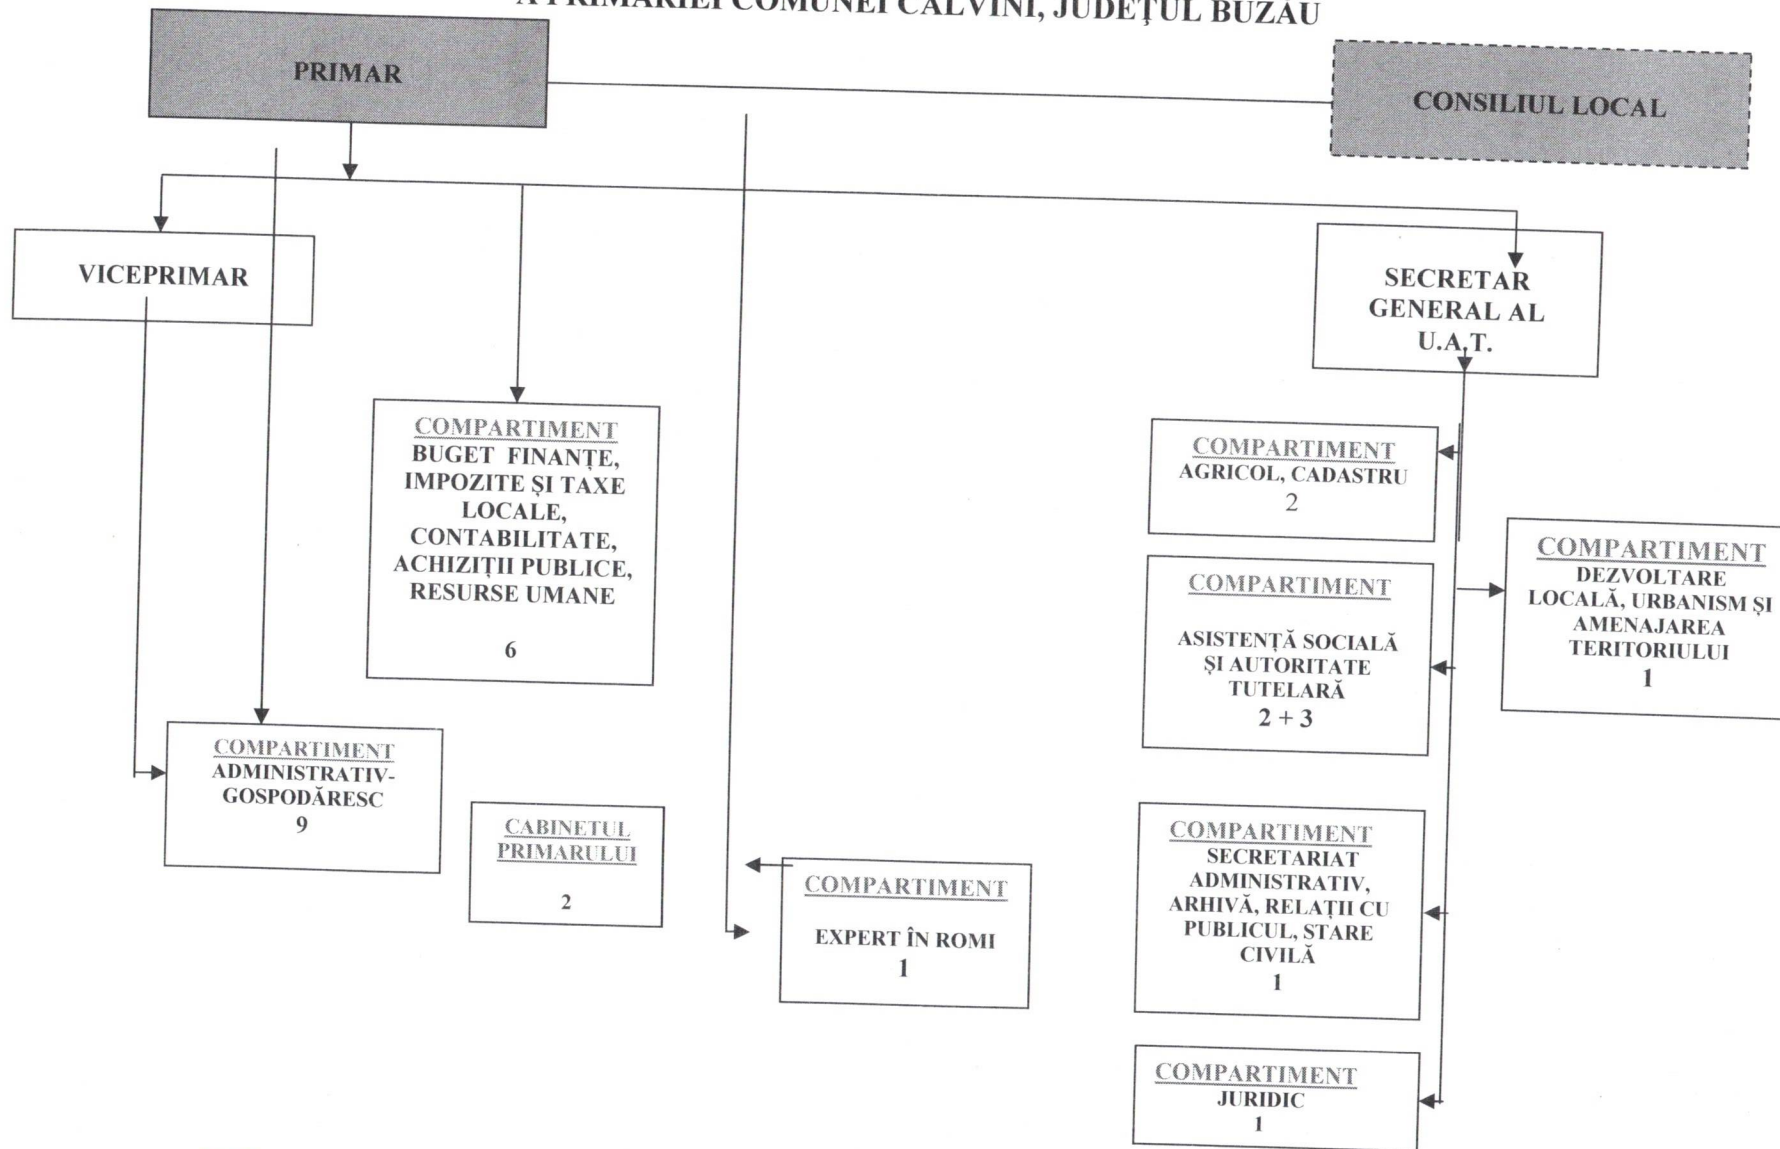 A PRIMĂRIEI COMUNEI CALVINI, JUDEȚUL BUZĂU
PRIMAR
CONSILIUL LOCAL
VICEPRIMAR
SECRETAR
GENERAL AL
U.A.T.
COMPARTIMENT
BUGET FINANȚE,
IMPOZITE ȘI TAXE
LOCALE,
CONTABILITATE,
ACHIZIȚII PUBLICE,
RESURSE UMANE
6
COMPARTIMENT
AGRICOL, CADASTRU
2
COMPARTIMENT
DEZVOLTARE
LOCALĂ, URBANISM ȘI
AMENAJAREA
TERITORIULUI
1
COMPARTIMENT
ASISTENȚĂ SOCIALĂ
ȘI AUTORITATE
TUTELARĂ
2 + 3
COMPARTIMENT
ADMINISTRATIV-
GOSPODĂRESC
9
CABINETUL
PRIMARULUI
2
COMPARTIMENT
EXPERT ÎN ROMI
1
COMPARTIMENT
SECRETARIAT
ADMINISTRATIV,
ARHIVĂ, RELAȚII CU
PUBLICUL, STARE
CIVILĂ
1
COMPARTIMENT
JURIDIC
1